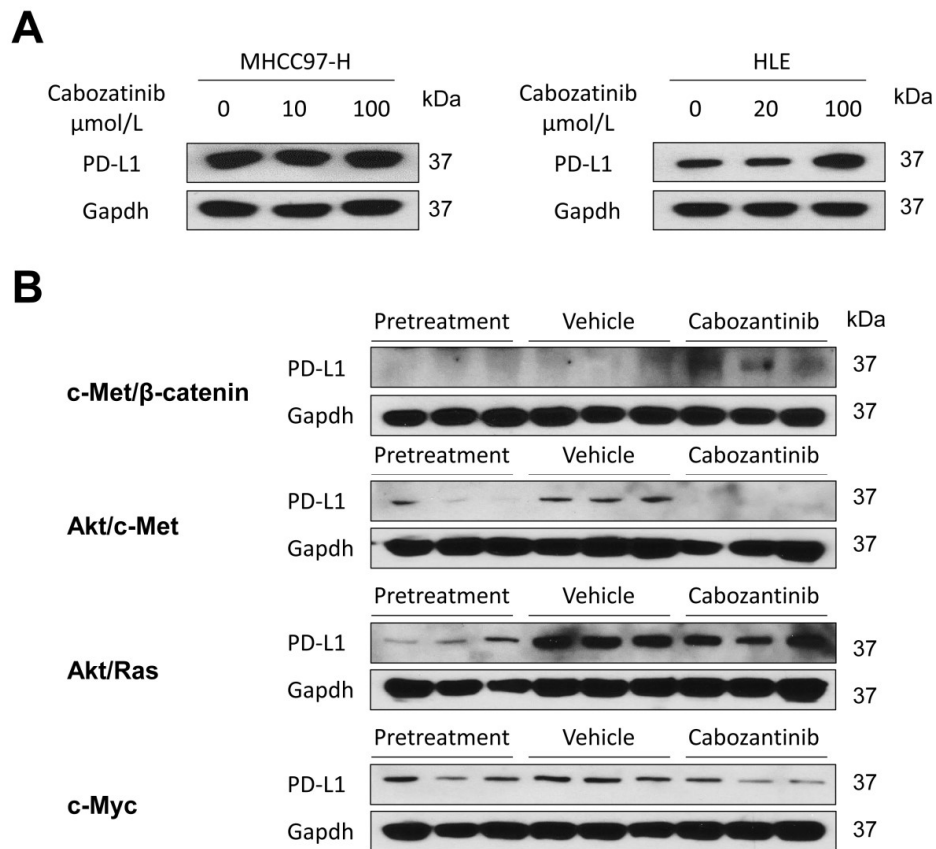 A
MHCC97-H
Cabozatinib
μmol/L
0 10 100 kDa
PD-L1 37
Gapdh 37
HLE
Cabozatinib
μmol/L
0 20 100 kDa
PD-L1 37
Gapdh 37
B
Pretreatment Vehicle Cabozantinib kDa
c-Met/β-catenin
PD-L1 37
Gapdh 37
Pretreatment Vehicle Cabozantinib
Akt/c-Met
PD-L1 37
Gapdh 37
Pretreatment Vehicle Cabozantinib
Akt/Ras
PD-L1 37
Gapdh 37
Pretreatment Vehicle Cabozantinib
c-Myc
PD-L1 37
Gapdh 37